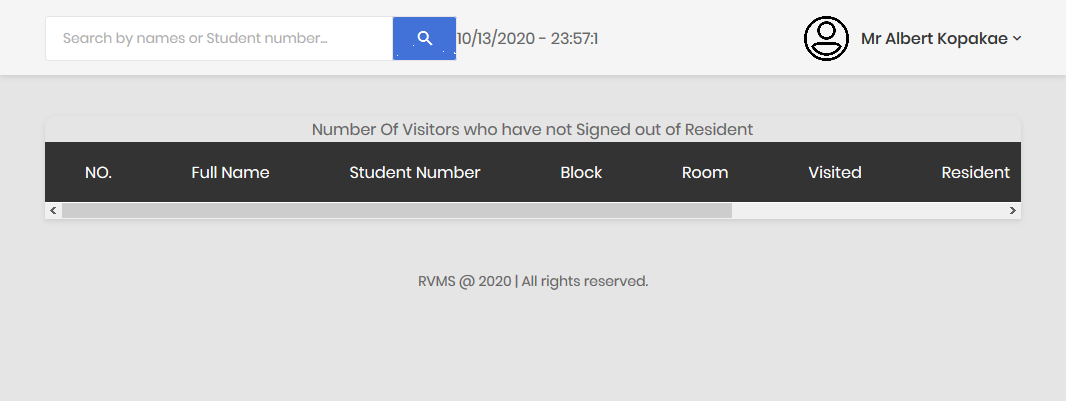 Search by names or Student number...
10/13/2020 - 23:57:1
Mr Albert Kopakae
Number Of Visitors who have not Signed out of Resident
NO. Full Name Student Number Block Room Visited Resident
RVMS @ 2020 | All rights reserved.